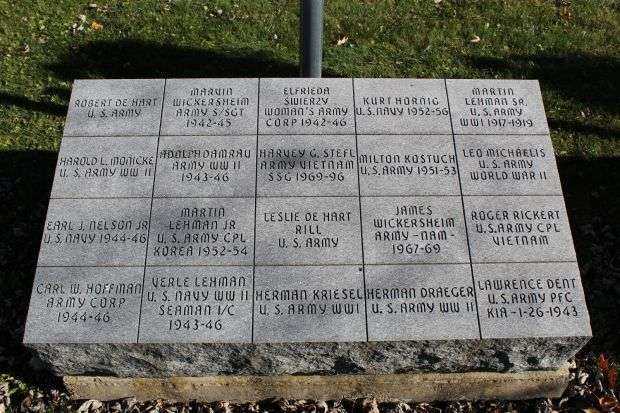 ROBERT DE HART
U.S. ARMY
MARVIN
WICKERSHEIM
ARMY S/SGT
1942-45
ELFRIEDA
SWIERZY
WOMAN'S ARMY
CORP 1942-46
KURT HORNIG
U.S. NAVY 1952-56
MARTIN
LEHMAN SR.
U.S. ARMY
WWI 1917-1919
HAROLD L. MONICKE
U.S. ARMY WW II
ADOLPH DAMRAU
ARMY WW II
1943-46
HARVEY G. STEFL
ARMY VIETNAM
SSG 1969-96
MILTON KOSTUCH
U.S. ARMY 1951-53
LEO MICHAELIS
U.S. ARMY
WORLD WAR II
EARL J. NELSON JR
U.S. NAVY 1944-46
MARTIN
LEHMAN JR
U.S. ARMY CPL
KOREA 1952-54
LESLIE DE HART
RILL
U.S. ARMY
JAMES
WICKERSHEIM
ARMY -NAM-
1967-69
ROGER RICKERT
U.S. ARMY CPL
VIETNAM
CARL W. HOFFMAN
ARMY CORP
1944-46
VERLE LEHMAN
U.S. NAVY WW II
SEAMAN 1/C
1943-46
HERMAN KRIESEL
U.S. ARMY WWI
HERMAN DRAEGER
U.S. ARMY WW II
LAWRENCE DENT
U.S. ARMY PFC
KIA-1-26-1943